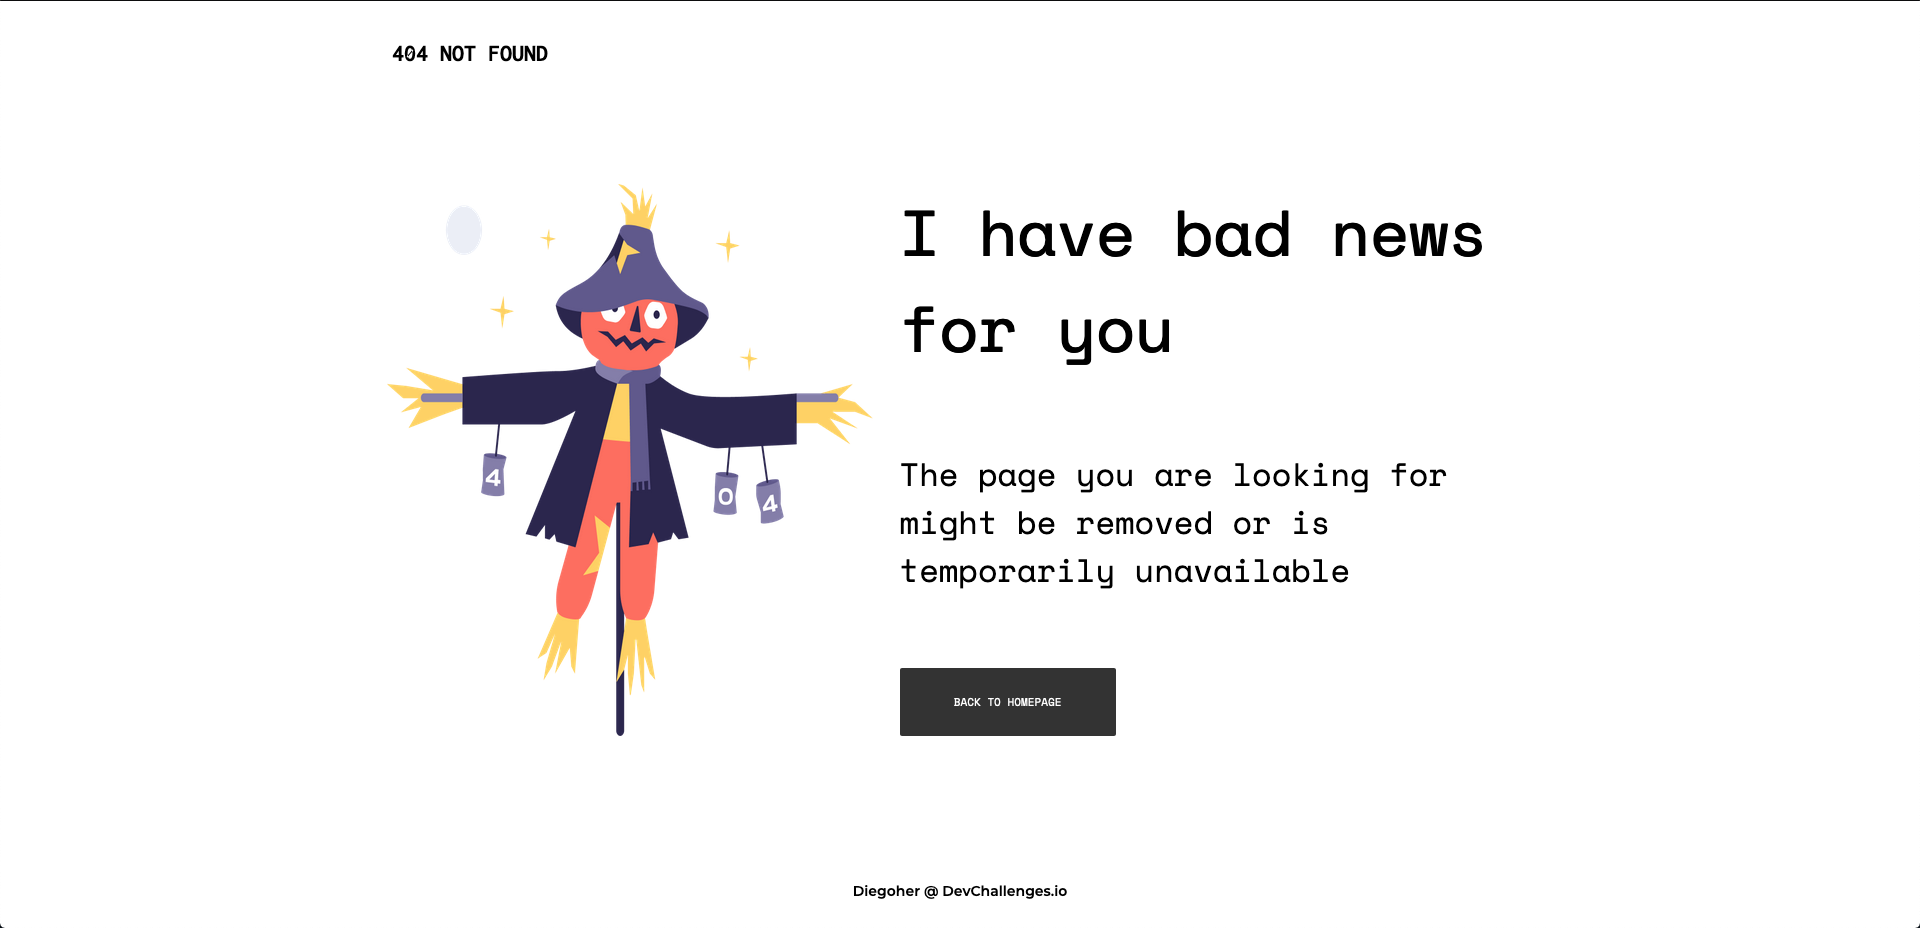 404 NOT FOUND
I have bad news
for you
The page you are looking for
might be removed or is
temporarily unavailable
4
0
4
BACK TO HOMEPAGE
Diegoher @ DevChallenges.io